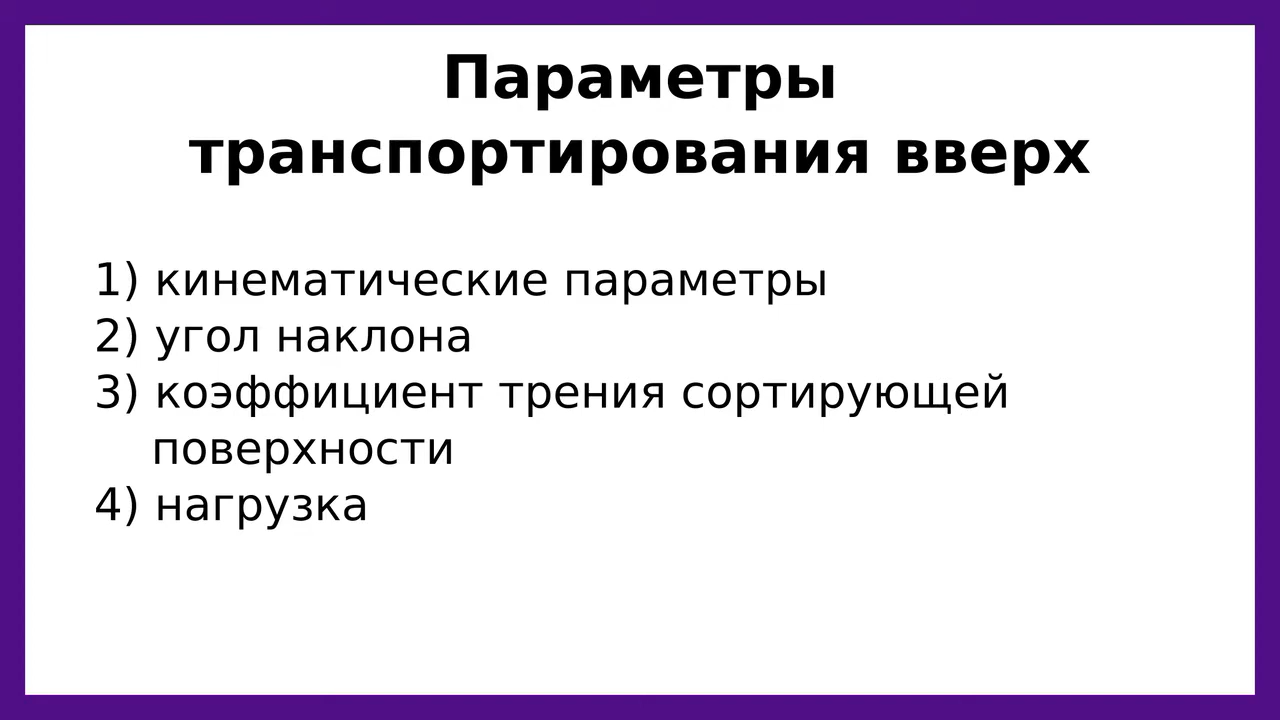 Параметры
транспортирования вверх
1) кинематические параметры
2) угол наклона
3) коэффициент трения сортирующей
поверхности
4) нагрузка